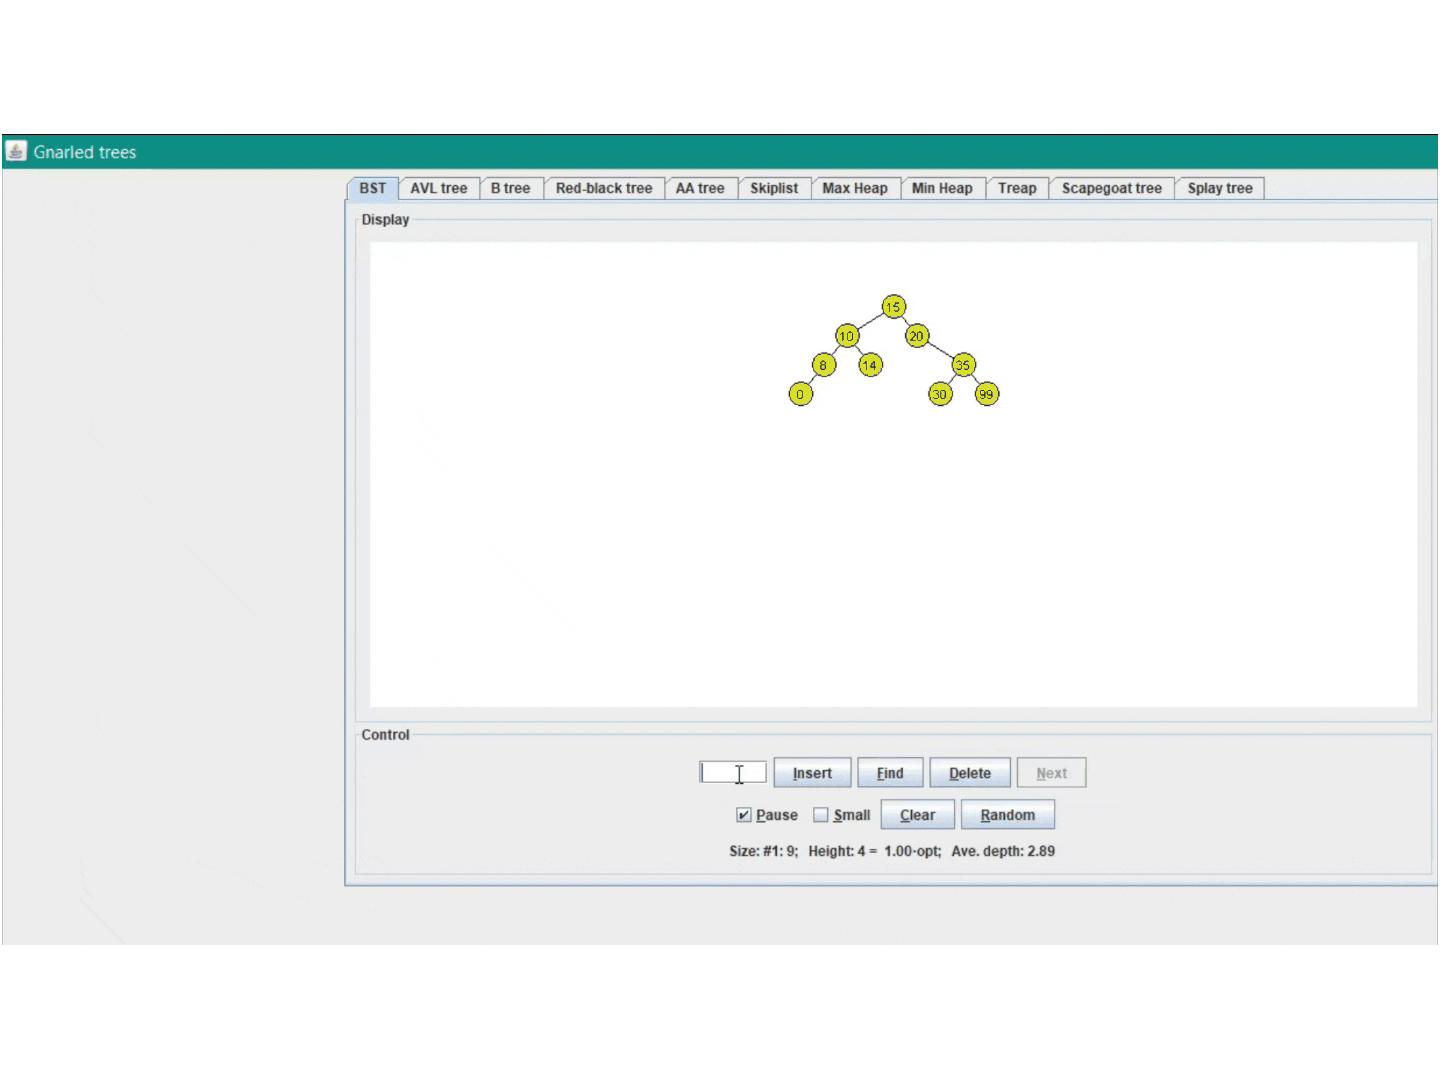 Gnarled trees
BST AVL tree B tree Red-black tree AA tree Skiplist Max Heap Min Heap Treap Scapegoat tree Splay tree
Display
15
10 20
8 14 35
0 30 99
Control
Insert Find Delete Next
Pause Small Clear Random
Size: #1: 9; Height: 4 = 1.00-opt; Ave. depth: 2.89